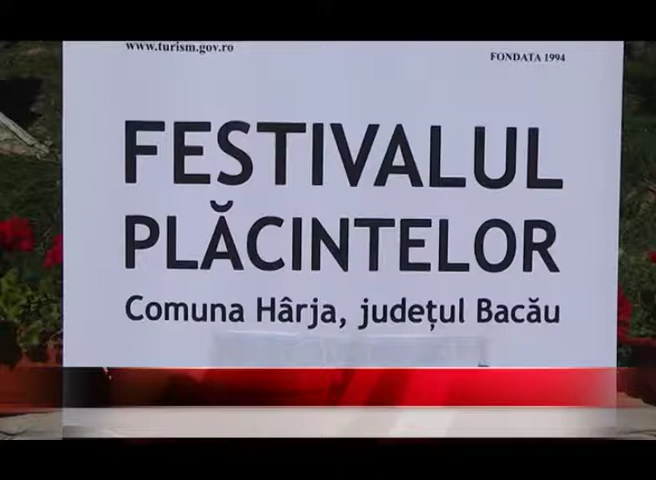 www.turism.gov.ro
FONDATA 1994
FESTIVALUL
PLĂCINTELOR
Comuna Hârja, județul Bacău